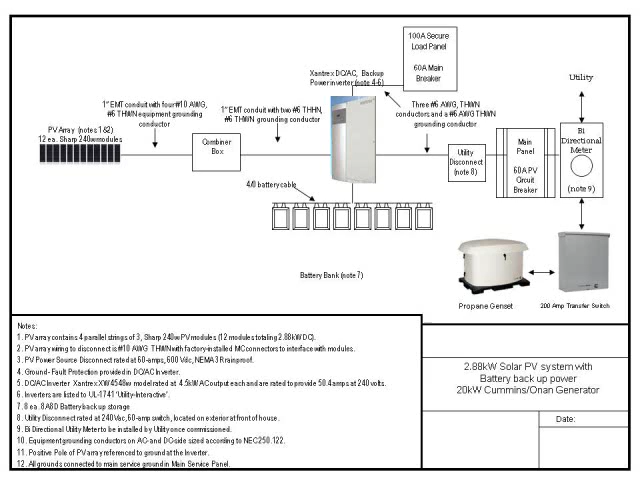 100A Secure
Load Panel
60A Main
Breaker
Xantrex DC/AC, Backup
Power inverter (note 4-6)
Utility
1" EMT conduit with four #10 AWG,
#6 THWN equipment grounding
conductor
1" EMT conduit with two #6 THHN,
#6 THWN grounding conductor
Three #6 AWG, THWN
conductors and a #6 AWG THWN
grounding conductor
PV Array (notes 1&2)
12 ea. Sharp 240w modules
Combiner
Box
Utility
Disconnect
(note 8)
Main
Panel
60A PV
Circuit
Breaker
Bi
Directional
Meter
(note 9)
4/0 battery cable
Battery Bank (note 7)
Propane Genset
200 Amp Transfer Switch
Notes:
1. PV array contains 4 parallel strings of 3, Sharp 240w PV modules (12 modules totaling 2.88kW DC).
2. PV array wiring to disconnect is #10 AWG THWN with factory-installed MC connectors to interface with modules.
3. PV Power Source Disconnect rated at 60-amps, 600 Vdc, NEMA 3R rainproof.
4. Ground- Fault Protection provided in DC/AC Inverter.
5. DC/AC Inverter Xantrex XW4548w model rated at 4.5kW AC output each and are rated to provide 50.4 amps at 240 volts.
6. Inverters are listed to UL-1741 'Utility-Interactive'.
7. 8 ea. 8A8D Battery back up storage
8. Utility Disconnect rated at 240Vac, 60-amp switch, located on exterior at front of house.
9. Bi Directional Utility Meter to be installed by Utility once commissioned.
10. Equipment grounding conductors on AC- and DC-side sized according to NEC 250.122.
11. Positive Pole of PV array referenced to ground at the Inverter.
12. All grounds connected to main service ground in Main Service Panel.
2.88kW Solar PV system with
Battery back up power
20kW Cummins/Onan Generator
Date: